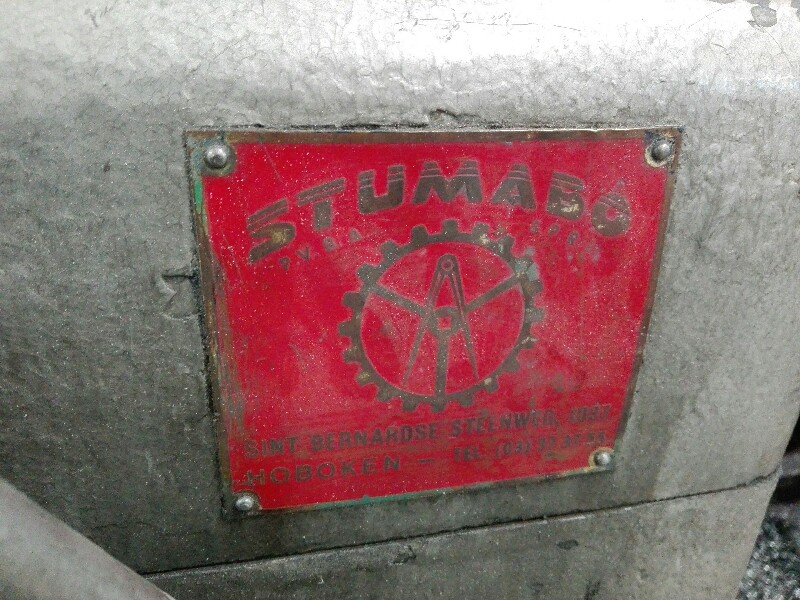 STUMABO
P.V.B.A.
SINT. BERNARDSE STEENWEG,
HOBOKEN - TEL. (03)